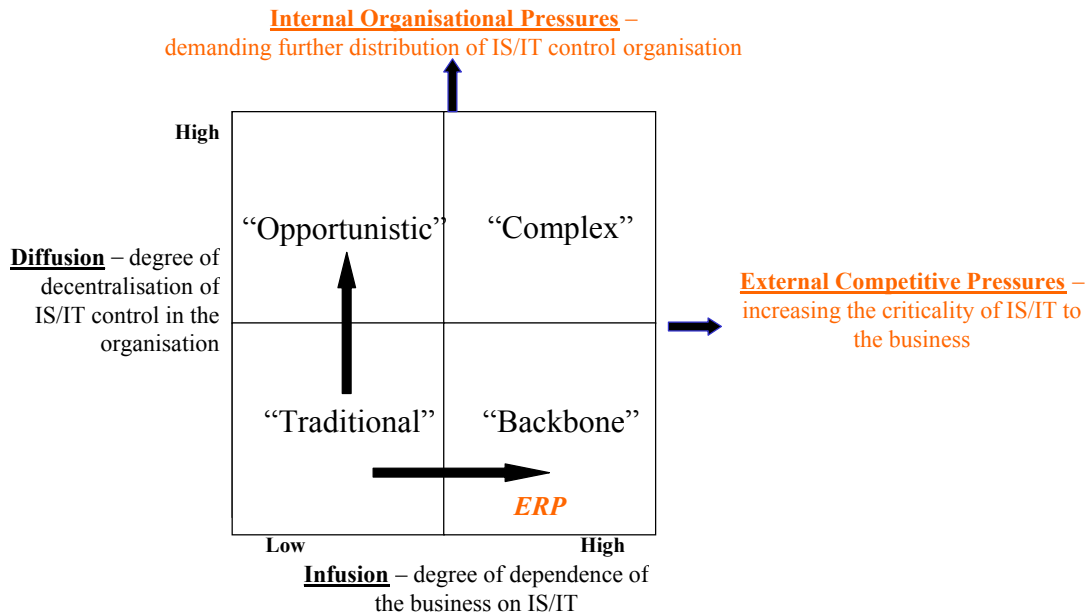 Internal Organisational Pressures –
demanding further distribution of IS/IT control organisation
High
“Opportunistic”
“Complex”
Diffusion – degree of
decentralisation of
IS/IT control in the
organisation
External Competitive Pressures –
increasing the criticality of IS/IT to
the business
“Traditional”
“Backbone”
ERP
Low
High
Infusion – degree of dependence of
the business on IS/IT